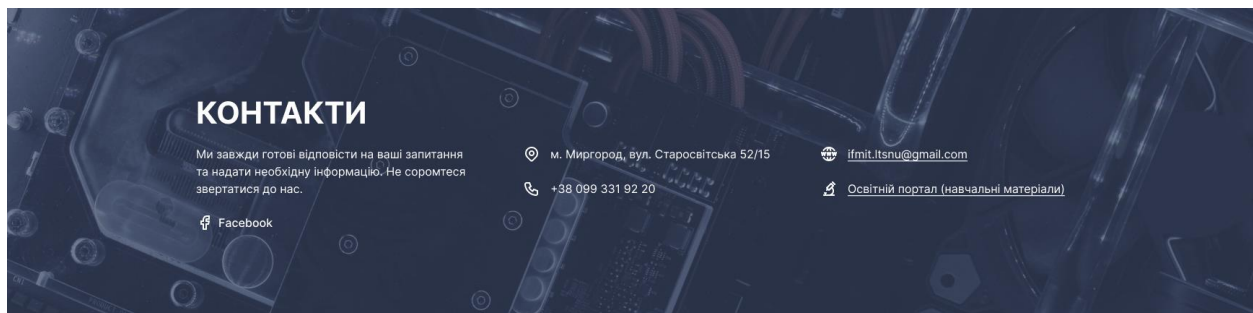 КОНТАКТИ
Ми завжди готові відповісти на ваші запитання
та надати необхідну інформацію. Не соромтеся
звертатися до нас.
Facebook
м. Миргород, вул. Старосвітська 52/15
+38 099 331 92 20
ifmit.ltsnu@gmail.com
Освітній портал (навчальні матеріали)